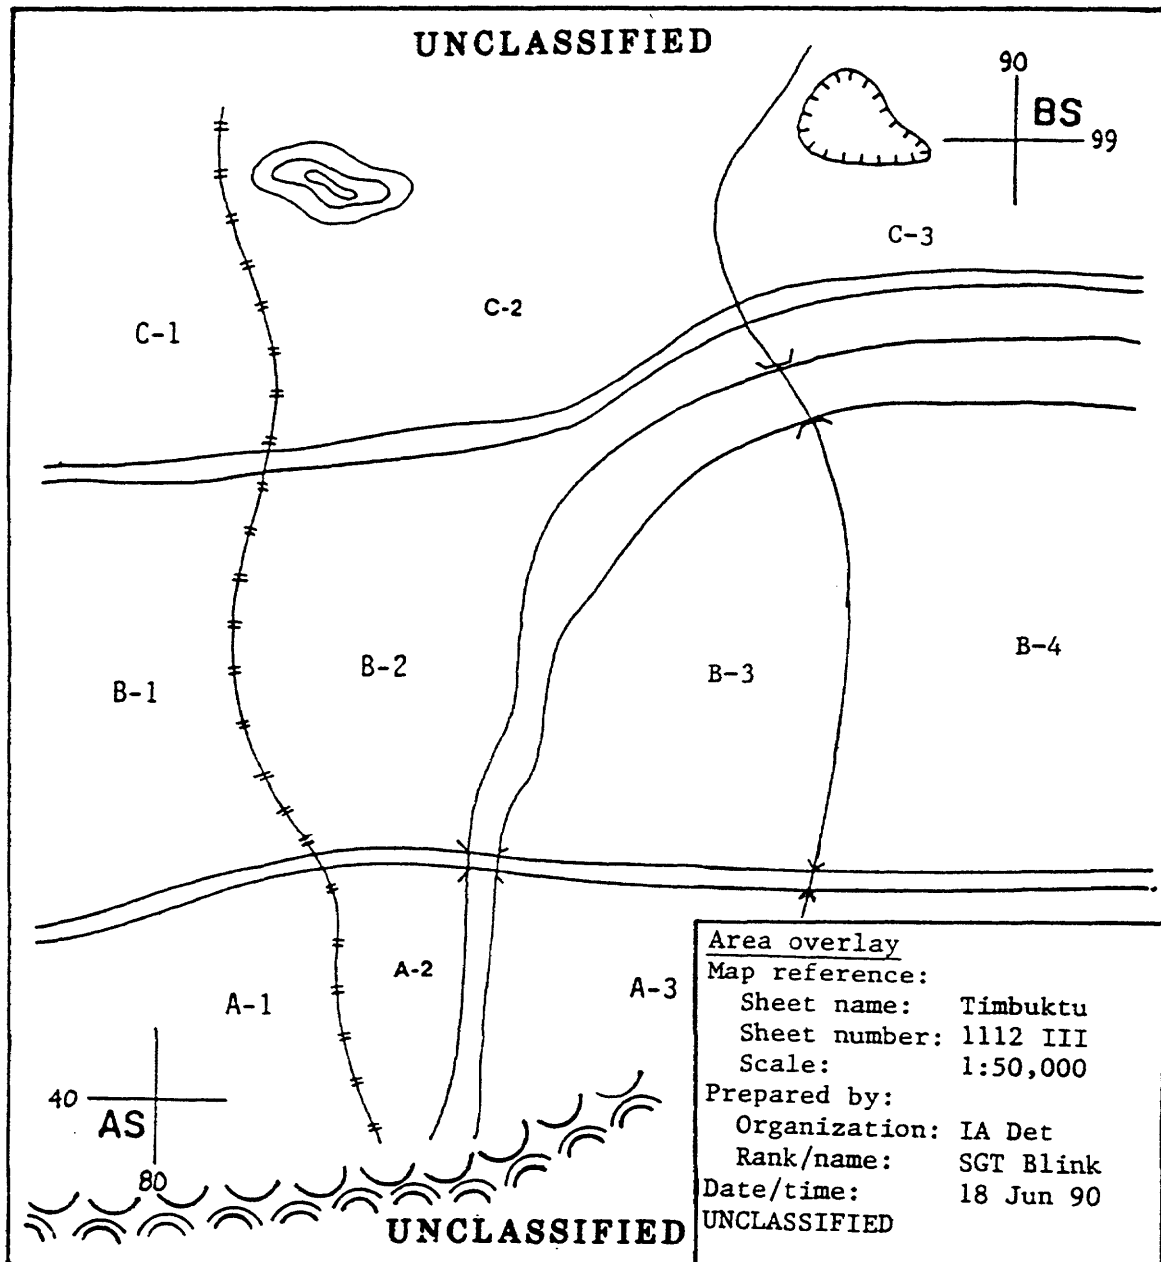 UNCLASSIFIED
90
BS
99
C-3
C-2
C-1
B-4
B-3
B-2
B-1
A-2
A-3
A-1
40
AS
80
Area overlay
Map reference:
Sheet name: Timbuktu
Sheet number: 1112 III
Scale: 1:50,000
Prepared by:
Organization: IA Det
Rank/name: SGT Blink
Date/time: 18 Jun 90
UNCLASSIFIED
UNCLASSIFIED